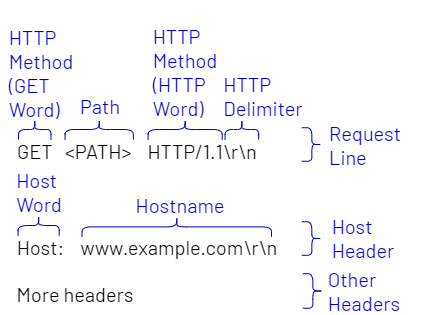 HTTP
Method
(GET
Word)
Path
HTTP
Method
(HTTP
Word)
HTTP
Delimiter
GET <PATH> HTTP/1.1\r\n
Request
Line
Host
Word
Hostname
Host: www.example.com\r\n
Host
Header
More headers
Other
Headers